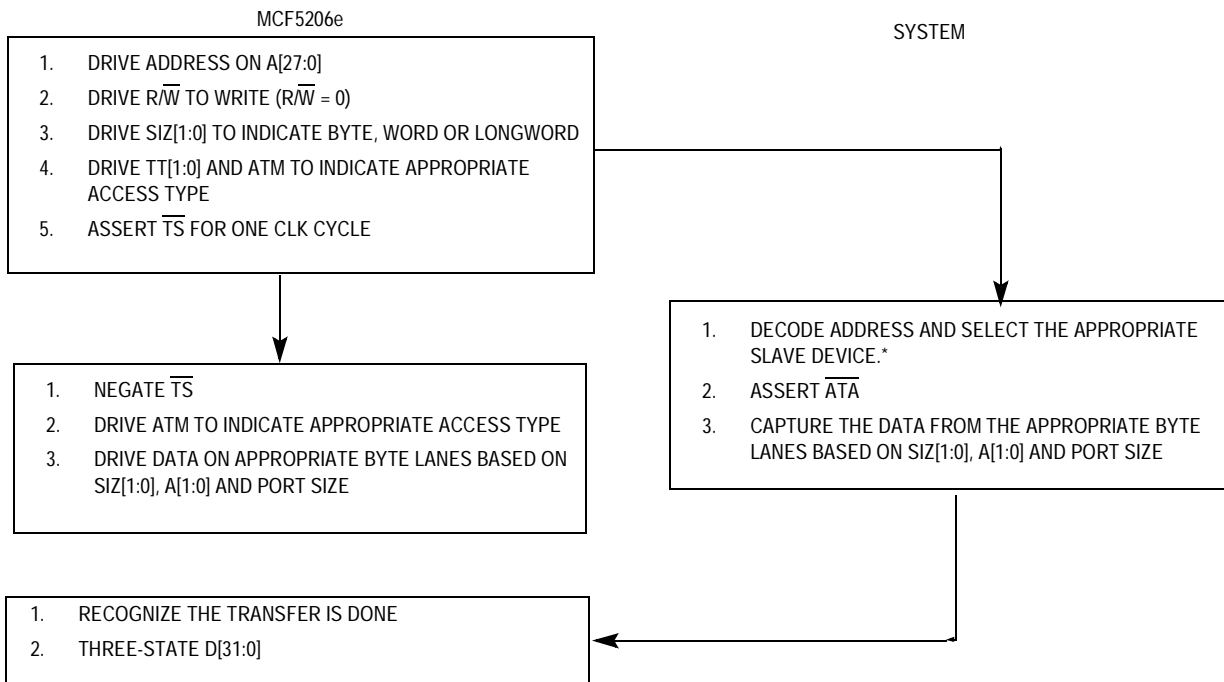 MCF5206e
SYSTEM
1. DRIVE ADDRESS ON A[27:0]
2. DRIVE R/W̅ TO WRITE (R/W̅ = 0)
3. DRIVE SIZ[1:0] TO INDICATE BYTE, WORD OR LONGWORD
4. DRIVE TT[1:0] AND ATM TO INDICATE APPROPRIATE
ACCESS TYPE
5. ASSERT T̅S̅ FOR ONE CLK CYCLE
1. DECODE ADDRESS AND SELECT THE APPROPRIATE
SLAVE DEVICE.*
2. ASSERT A̅T̅A̅
3. CAPTURE THE DATA FROM THE APPROPRIATE BYTE
LANES BASED ON SIZ[1:0], A[1:0] AND PORT SIZE
1. NEGATE T̅S̅
2. DRIVE ATM TO INDICATE APPROPRIATE ACCESS TYPE
3. DRIVE DATA ON APPROPRIATE BYTE LANES BASED ON
SIZ[1:0], A[1:0] AND PORT SIZE
1. RECOGNIZE THE TRANSFER IS DONE
2. THREE-STATE D[31:0]